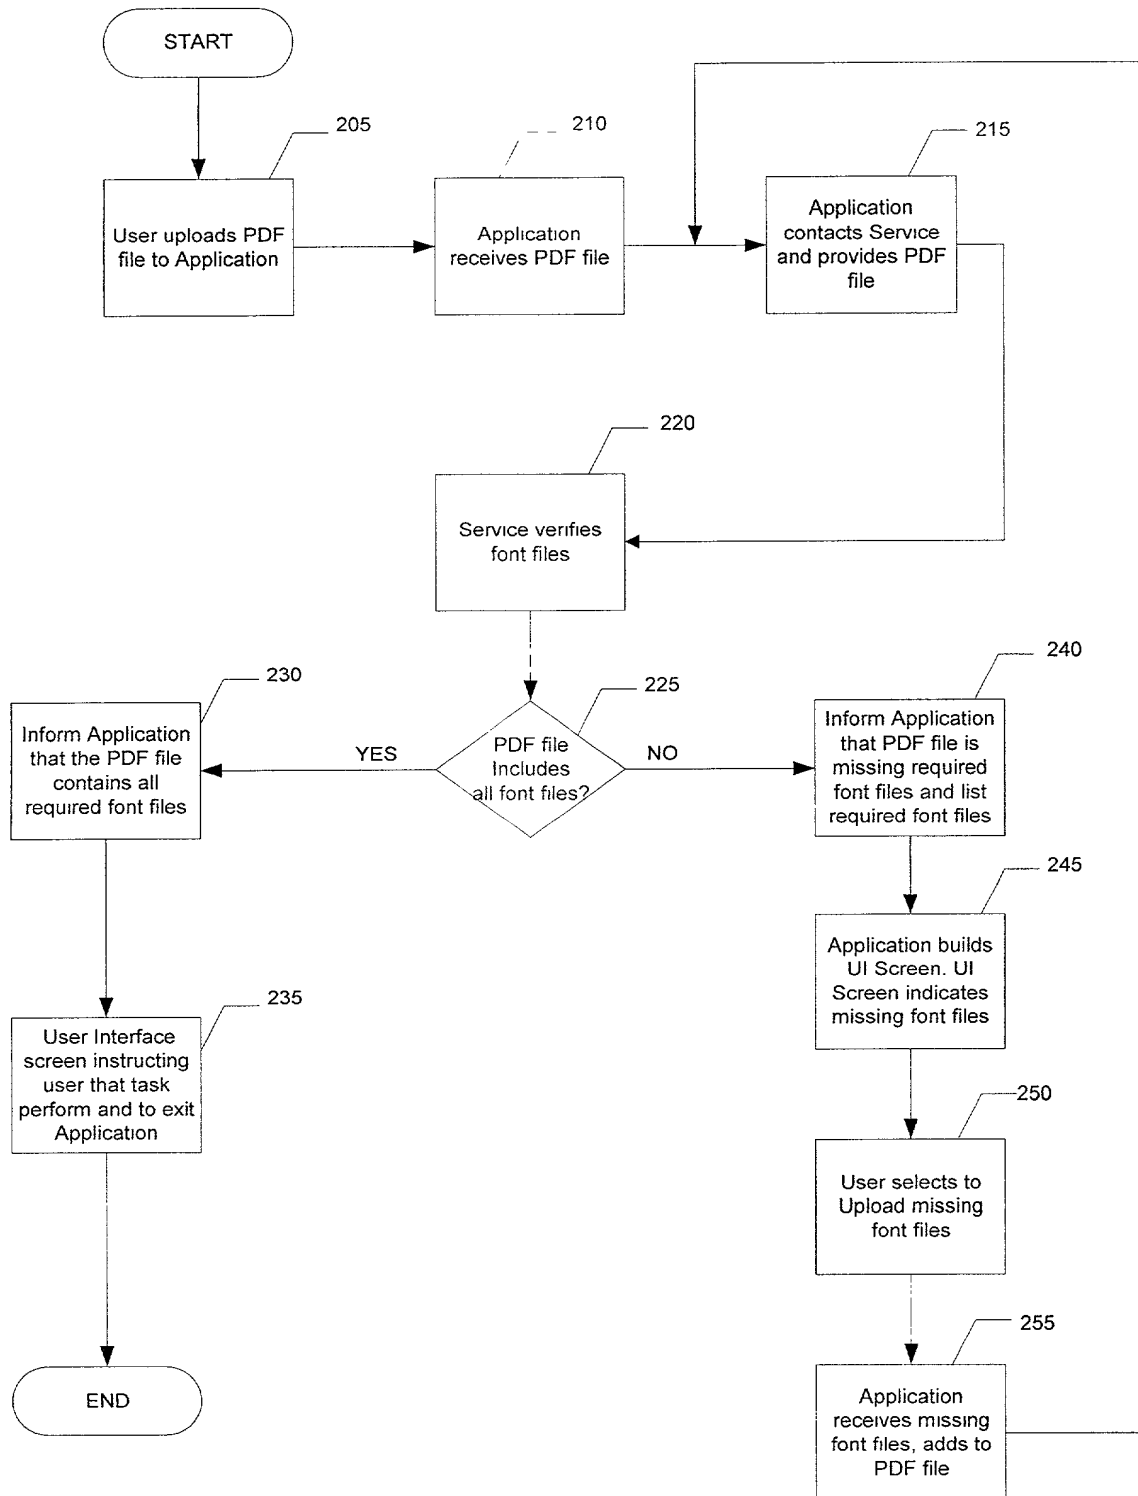 START
205
User uploads PDF
file to Application
210
Application
receives PDF file
215
Application
contacts Service
and provides PDF
file
220
Service verifies
font files
225
PDF file
Includes
all font files?
YES
NO
230
Inform Application
that the PDF file
contains all
required font files
235
User Interface
screen instructing
user that task
perform and to exit
Application
END
240
Inform Application
that PDF file is
missing required
font files and list
required font files
245
Application builds
UI Screen. UI
Screen indicates
missing font files
250
User selects to
Upload missing
font files
255
Application
receives missing
font files, adds to
PDF file